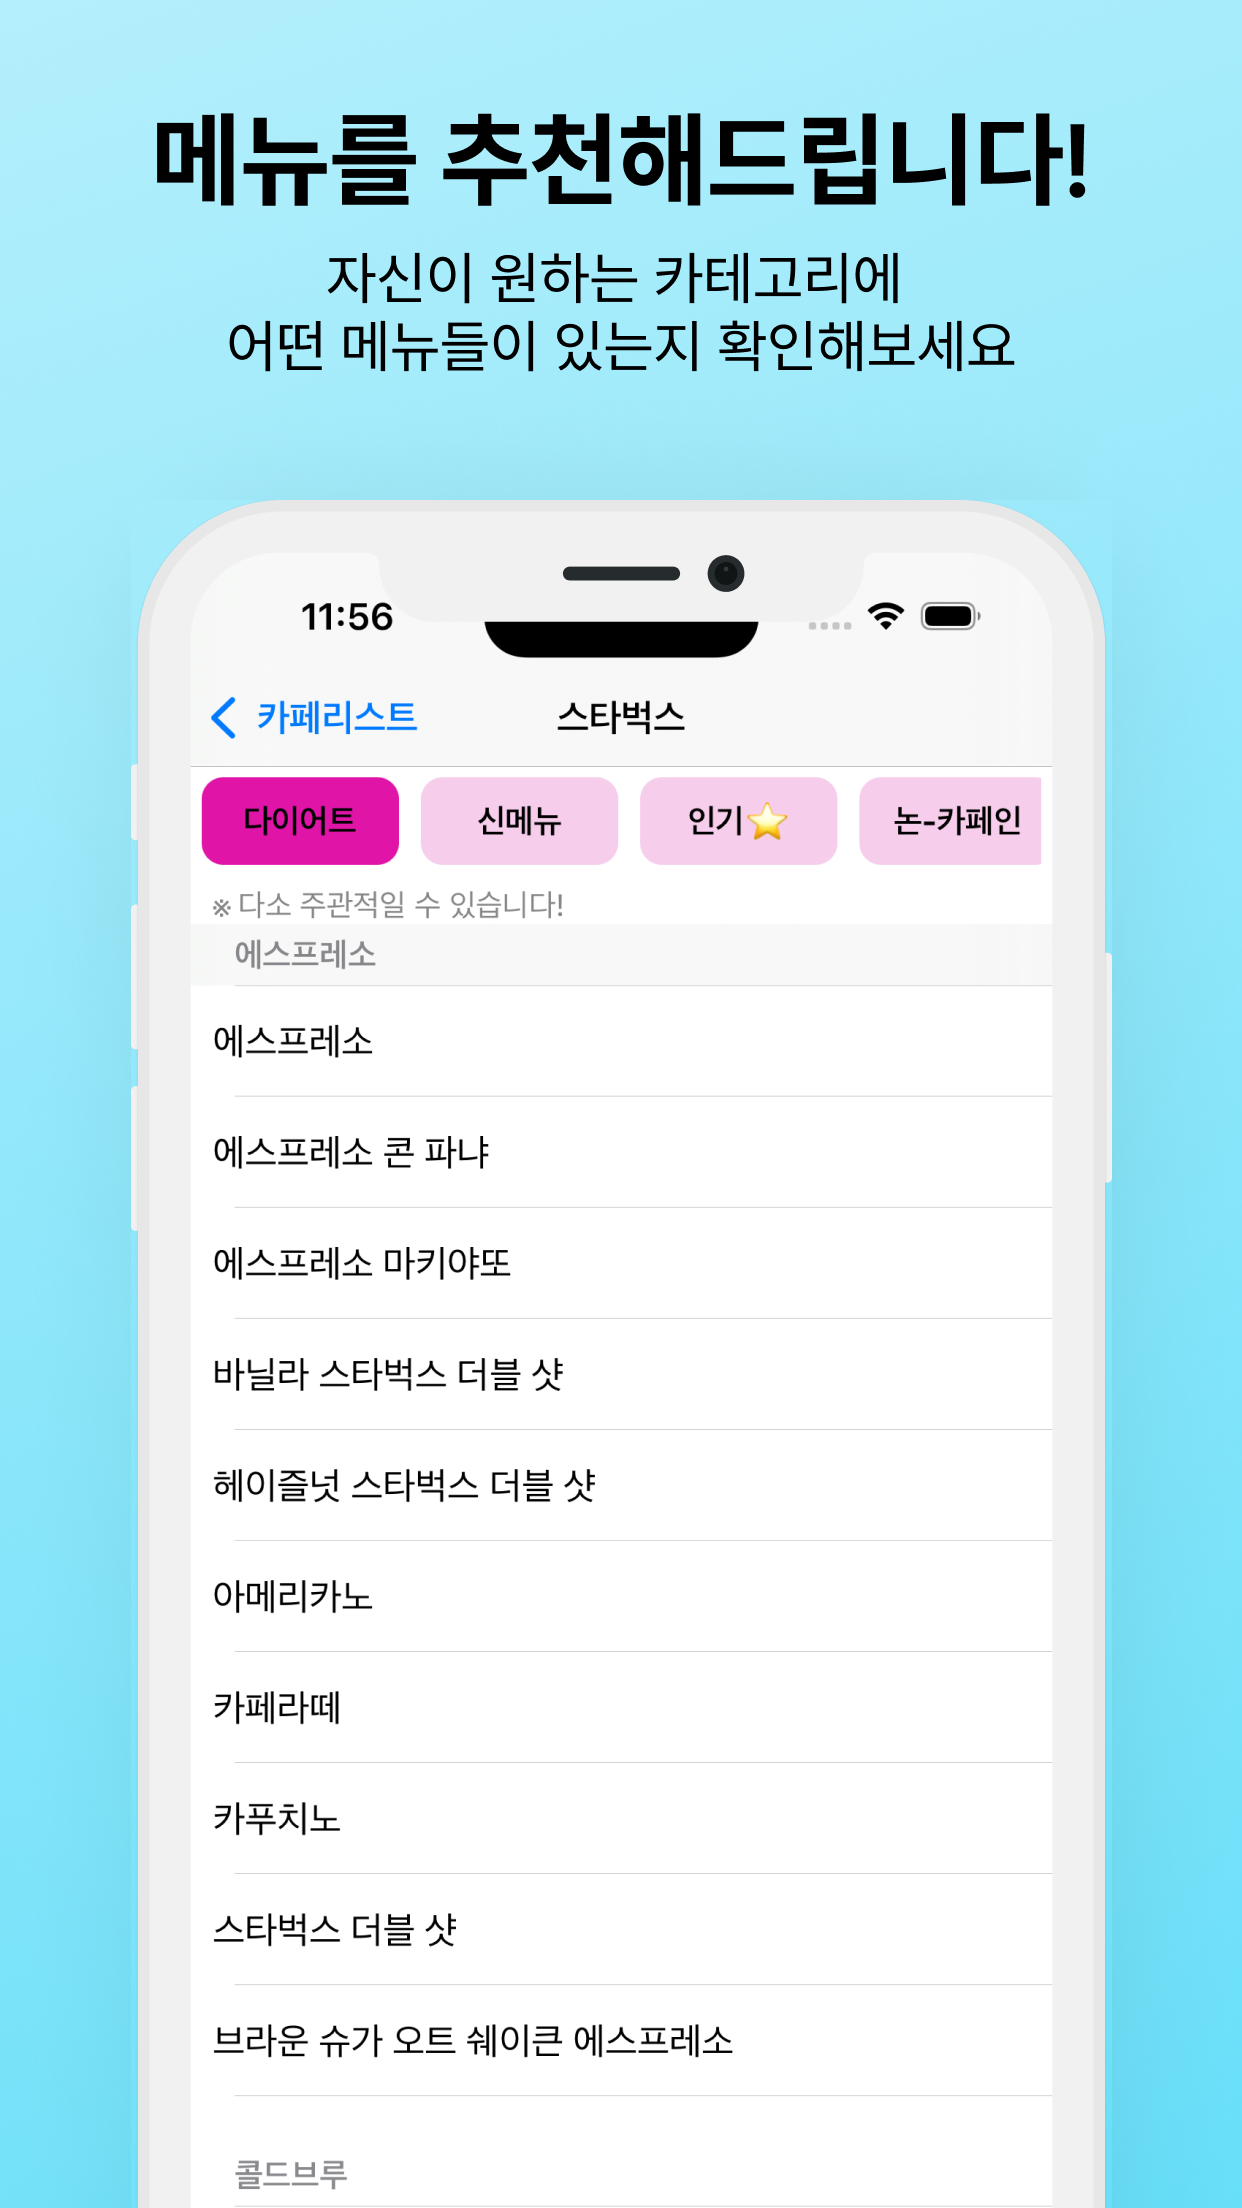 메뉴를 추천해드립니다!
자신이 원하는 카테고리에
어떤 메뉴들이 있는지 확인해보세요
11:56
카페리스트
스타벅스
다이어트
신메뉴
인기⭐
논-카페인
※ 다소 주관적일 수 있습니다!
에스프레소
에스프레소
에스프레소 콘 파냐
에스프레소 마키야또
바닐라 스타벅스 더블 샷
헤이즐넛 스타벅스 더블 샷
아메리카노
카페라떼
카푸치노
스타벅스 더블 샷
브라운 슈가 오트 쉐이큰 에스프레소
콜드브루